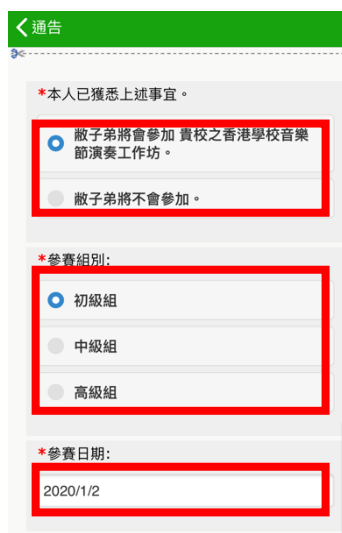 通告
*本人已獲悉上述事宜。
敝子弟將會參加 貴校之香港學校音樂
節演奏工作坊。
敝子弟將不會參加。
*參賽組別:
初級組
中級組
高級組
*參賽日期:
2020/1/2